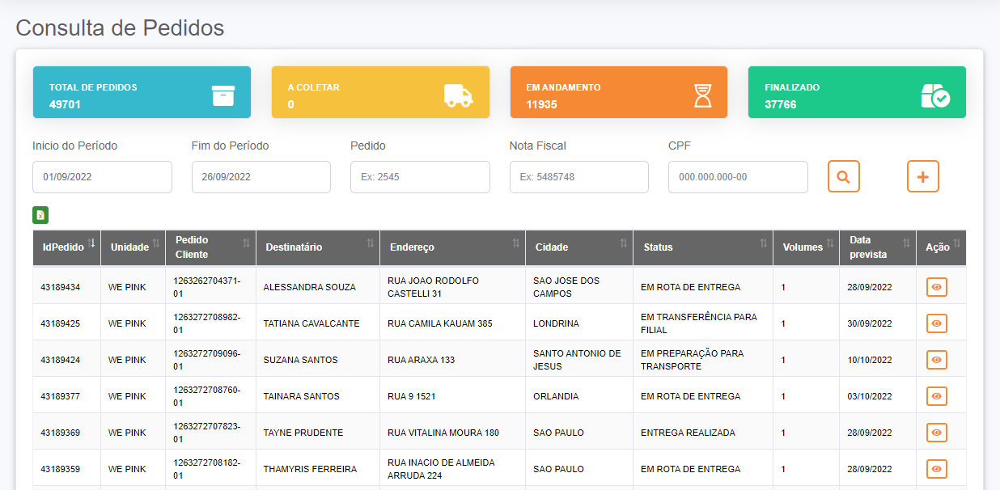 Consulta de Pedidos
TOTAL DE PEDIDOS
49701
A COLETAR
0
EM ANDAMENTO
11935
FINALIZADO
37766
Inicio do Período Fim do Período Pedido Nota Fiscal CPF
01/09/2022 26/09/2022 Ex: 2545 Ex: 5485748 000.000.000-00
IdPedido Unidade Pedido Cliente Destinatário Endereço Cidade Status Volumes Data prevista Ação
43189434 WE PINK 1263262704371-01 ALESSANDRA SOUZA RUA JOAO RODOLFO CASTELLI 31 SAO JOSE DOS CAMPOS EM ROTA DE ENTREGA 1 28/09/2022
43189425 WE PINK 1263272708982-01 TATIANA CAVALCANTE RUA CAMILA KAUAM 385 LONDRINA EM TRANSFERÊNCIA PARA FILIAL 1 30/09/2022
43189424 WE PINK 1263272709096-01 SUZANA SANTOS RUA ARAXA 133 SANTO ANTONIO DE JESUS EM PREPARAÇÃO PARA TRANSPORTE 1 10/10/2022
43189377 WE PINK 1263272708760-01 TAINARA SANTOS RUA 9 1521 ORLANDIA EM ROTA DE ENTREGA 1 03/10/2022
43189369 WE PINK 1263272707823-01 TAYNE PRUDENTE RUA VITALINA MOURA 180 SAO PAULO ENTREGA REALIZADA 1 28/09/2022
43189359 WE PINK 1263272708182-01 THAMYRIS FERREIRA RUA INACIO DE ALMEIDA ARRUDA 224 SAO PAULO EM ROTA DE ENTREGA 1 28/09/2022